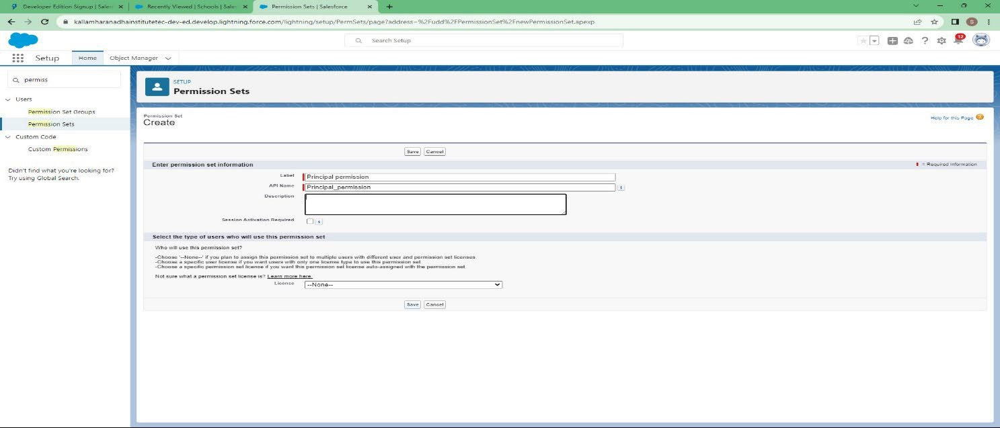 Developer Edition Signup | Sales
Recently Viewed | Schools | Sales
Permission Sets | Salesforce
kallamharanadhainstitutetec-dev-ed.develop.lightning.force.com/lightning/setup/PermSets/page?address=%2Fudd%2FPermissionSet%2FnewPermissionSet.apexp
S
Search Setup
12
Setup
Home
Object Manager
permiss
Users
Permission Set Groups
Permission Sets
Custom Code
Custom Permissions
Didn't find what you're looking for?
Try using Global Search.
SETUP
Permission Sets
Permission Set
Create
Help for this Page ?
Save Cancel
Enter permission set information
= Required Information
Label Principal permission
API Name Principal_permission i
Description
Session Activation Required i
Select the type of users who will use this permission set
Who will use this permission set?
-Choose '--None--' if you plan to assign this permission set to multiple users with different user and permission set licenses.
-Choose a specific user license if you want users with only one license type to use this permission set.
-Choose a specific permission set license if you want this permission set license auto-assigned with the permission set.
Not sure what a permission set license is? Learn more here.
License --None--
Save Cancel